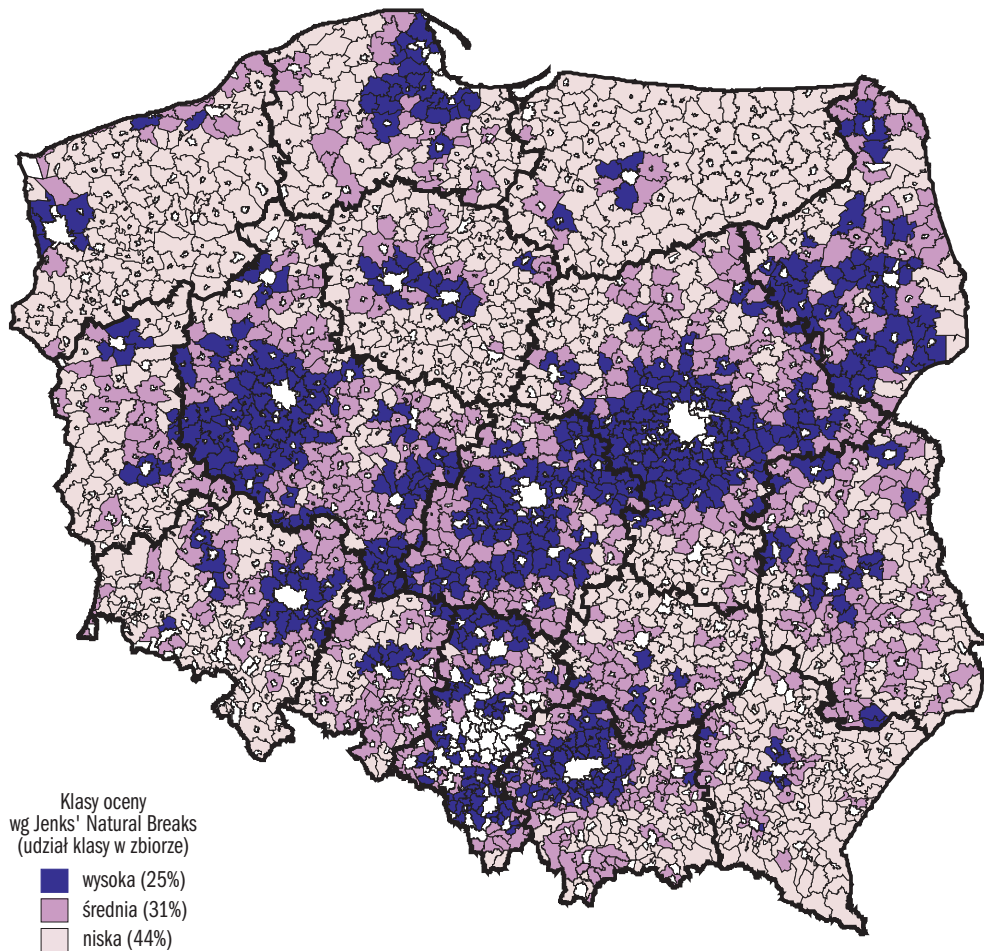 Klasy oceny
wg Jenks' Natural Breaks
(udział klasy w zbiorze)
wysoka (25%)
średnia (31%)
niska (44%)